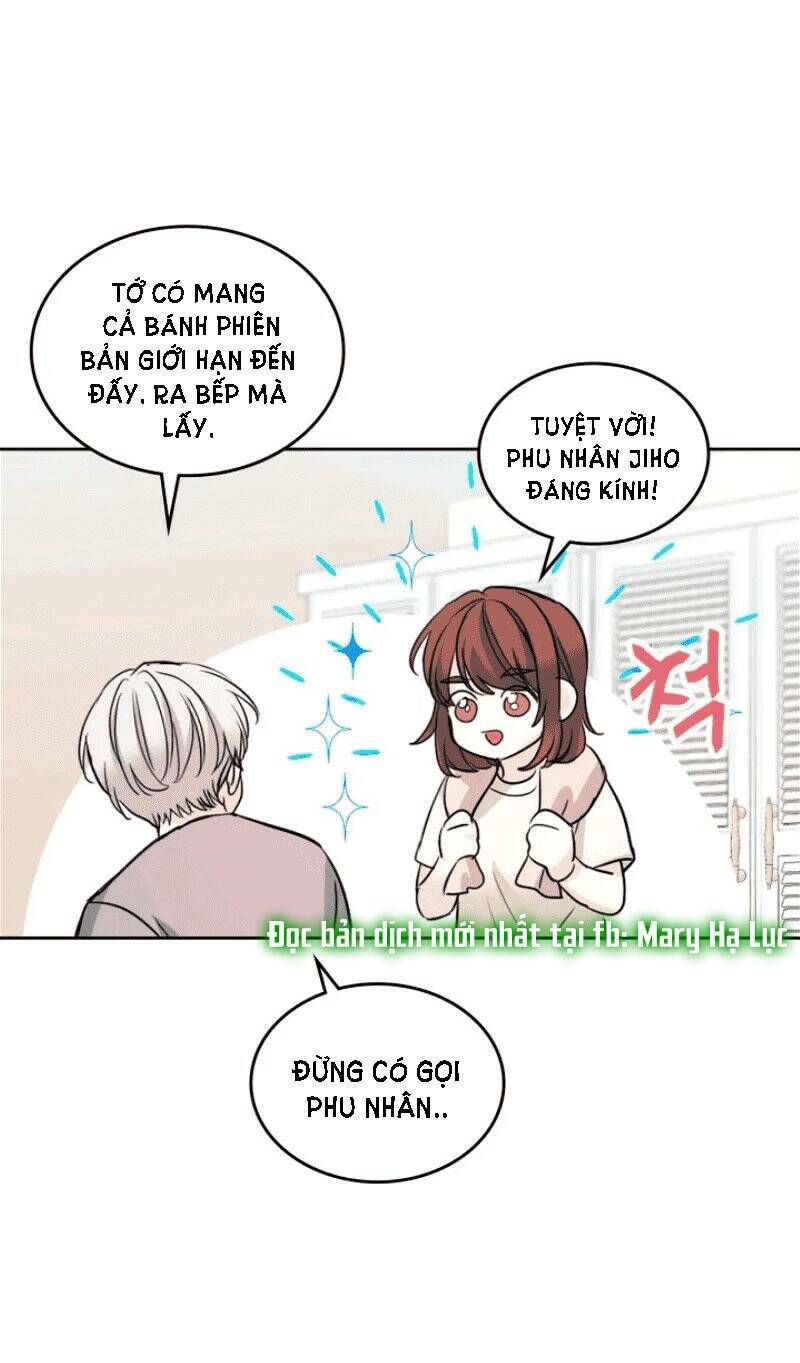 TỚ CÓ MANG
CẢ BÁNH PHIÊN
BẢN GIỚI HẠN ĐẾN
ĐẤY. RA BẾP MÀ
LẤY.
TUYỆT VỜI!
PHU NHÂN JIHO
ĐÁNG KÍNH!
척
Đọc bản dịch mới nhất tại fb: Mary Hạ Lục
ĐỪNG CÓ GỌI
PHU NHÂN..